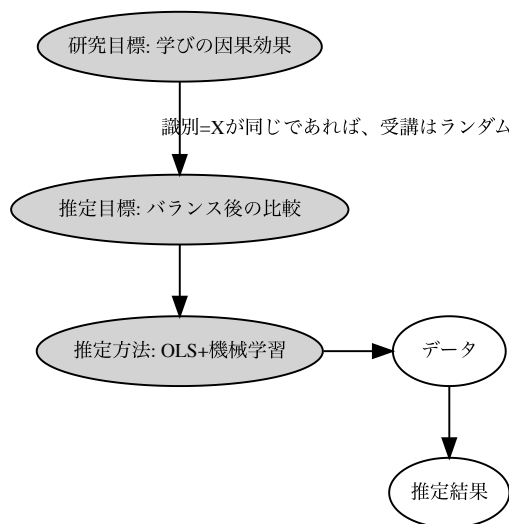 研究目標: 学びの因果効果
識別=Xが同じであれば、受講はランダム
推定目標: バランス後の比較
推定方法: OLS+機械学習
データ
推定結果